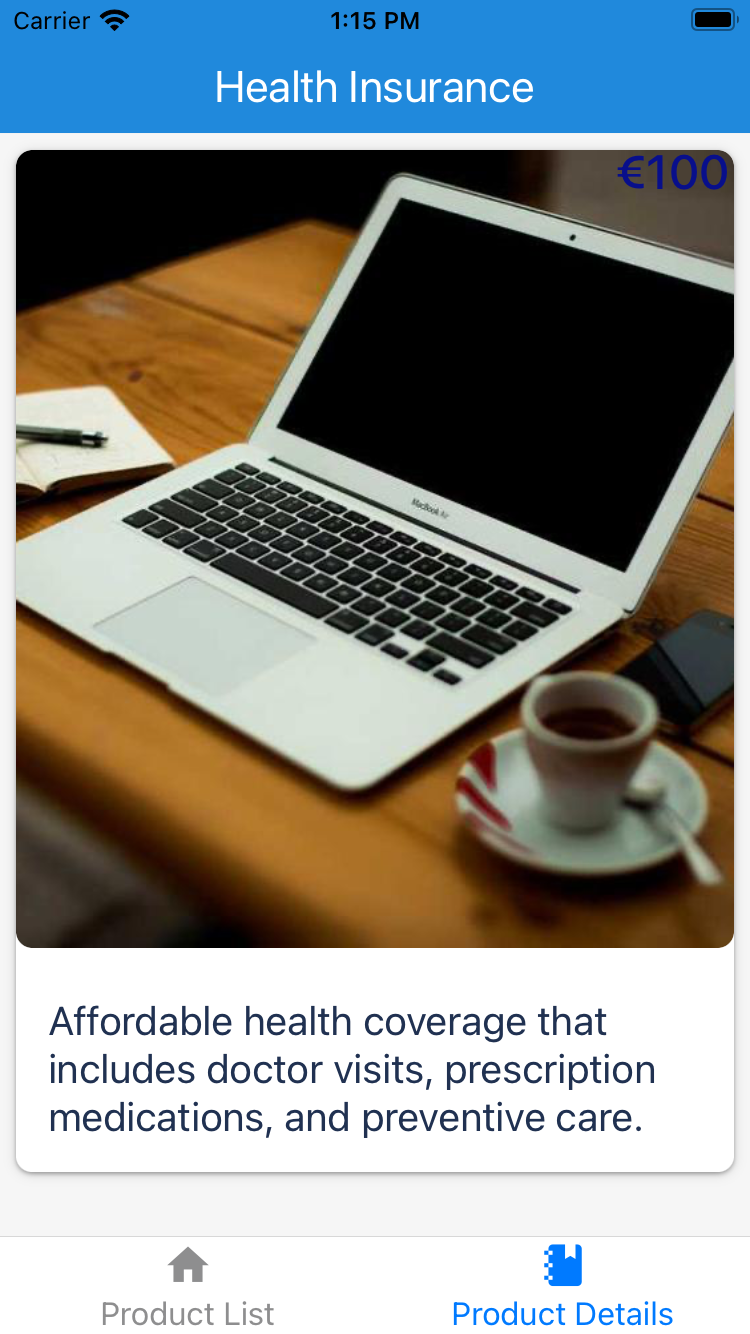 Carrier 1:15 PM
Health Insurance
€100
MacBook Air
Affordable health coverage that
includes doctor visits, prescription
medications, and preventive care.
Product List Product Details